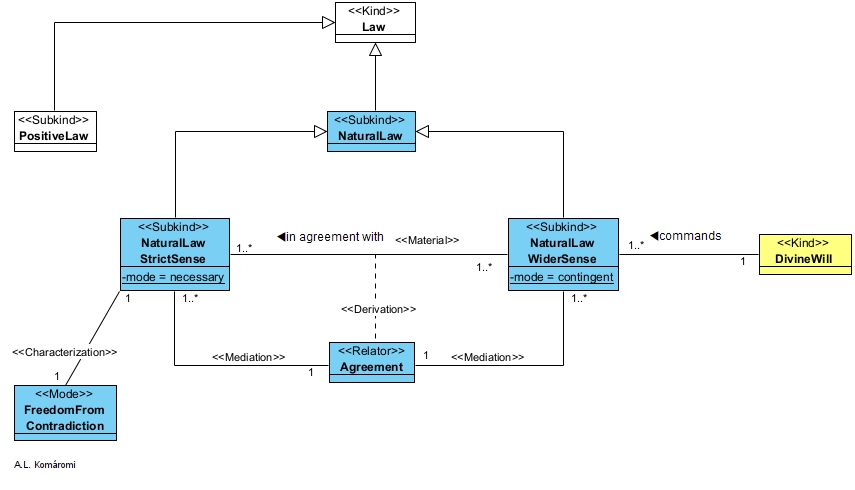 <<Kind>>
Law
<<Subkind>>
PositiveLaw
<<Subkind>>
NaturalLaw
<<Subkind>>
NaturalLaw
StrictSense
-mode = necessary
1..*
◀in agreement with
<<Material>>
1..*
<<Subkind>>
NaturalLaw
WiderSense
-mode = contingent
1..*
◀commands
1
<<Kind>>
DivineWill
1
1..*
1..*
<<Derivation>>
<<Characterization>>
1
<<Mediation>>
1
<<Relator>>
Agreement
1
<<Mediation>>
<<Mode>>
FreedomFrom
Contradiction
A.L. Komáromi